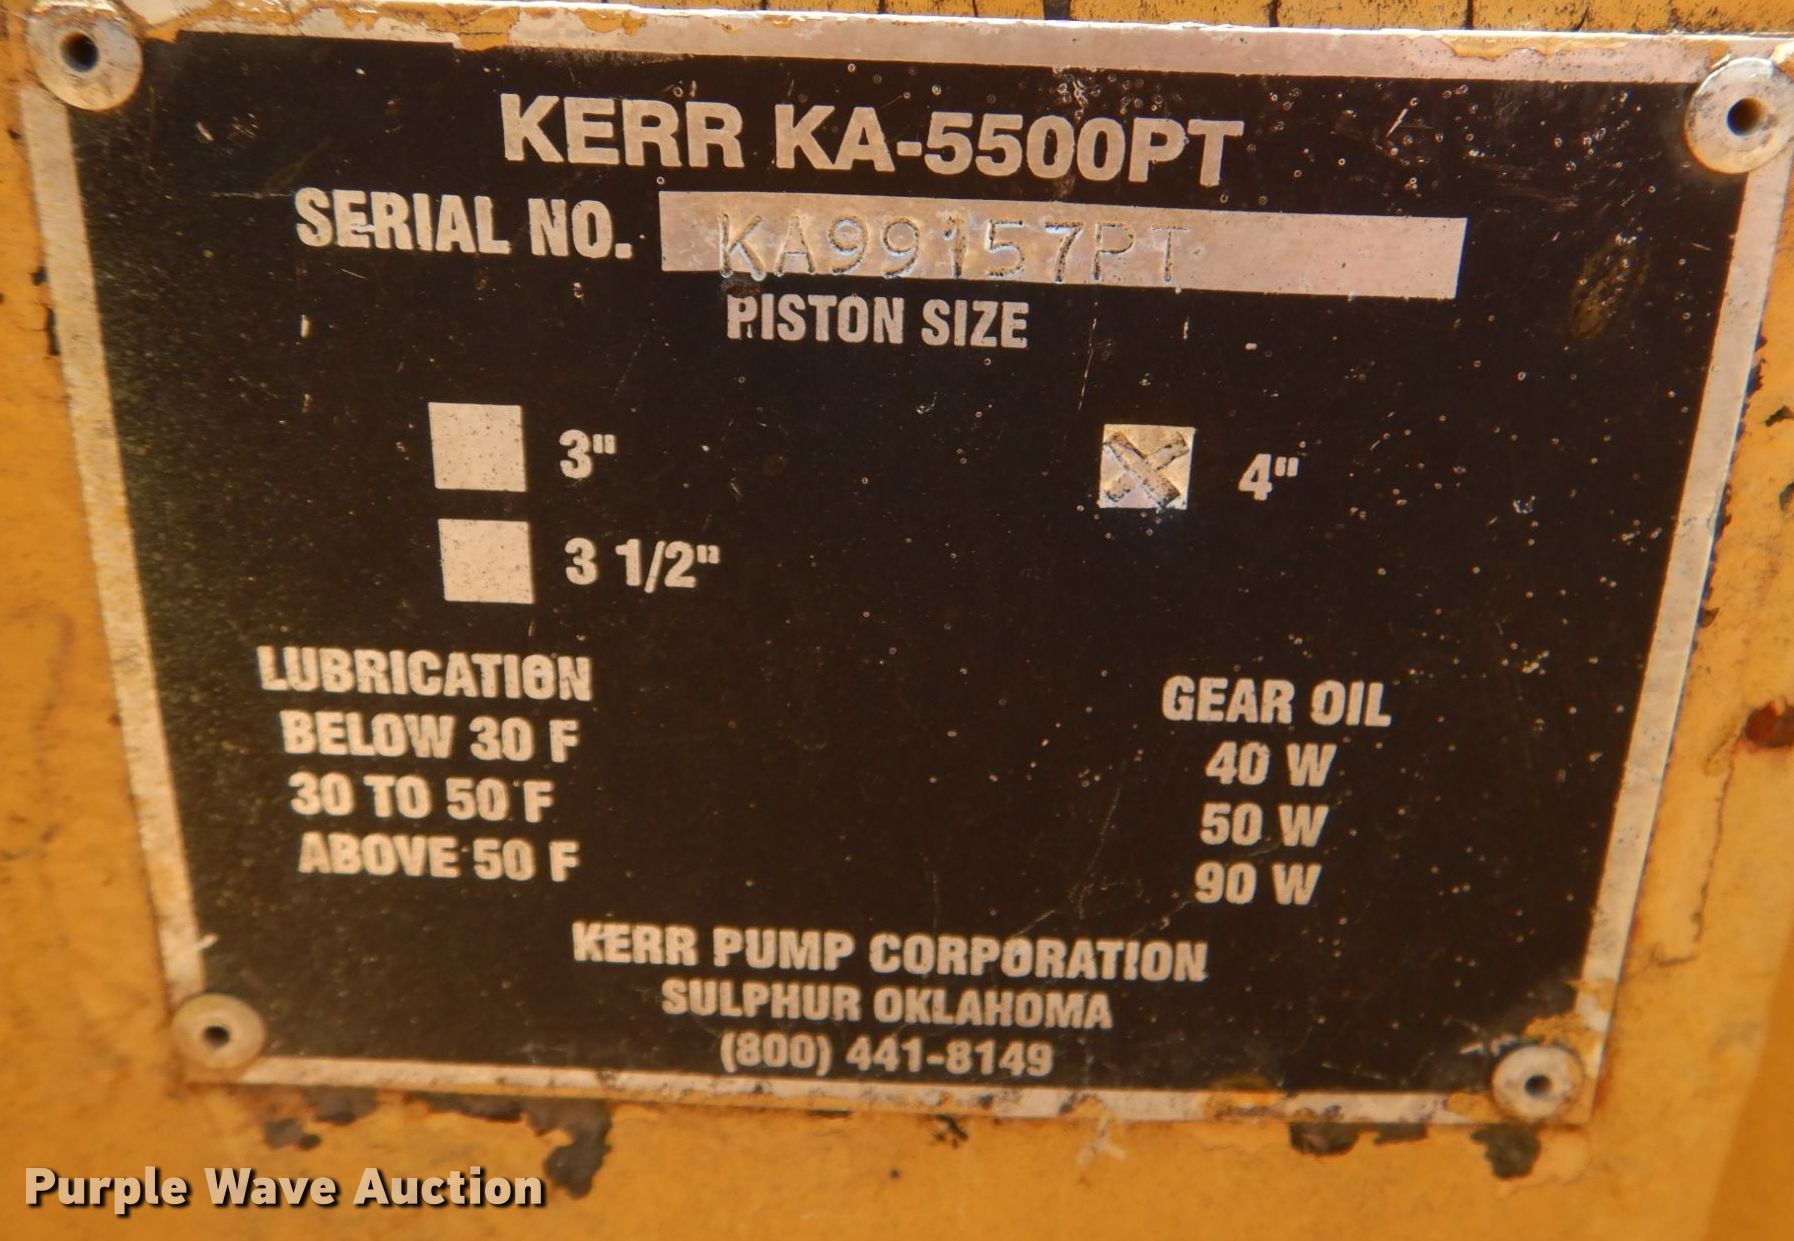 KERR KA-5500PT
SERIAL NO. KA99157PT
PISTON SIZE
3" 4"
3 1/2"
LUBRICATION GEAR OIL
BELOW 30 F 40 W
30 TO 50 F 50 W
ABOVE 50 F 90 W
KERR PUMP CORPORATION
SULPHUR OKLAHOMA
(800) 441-8149
Purple Wave Auction